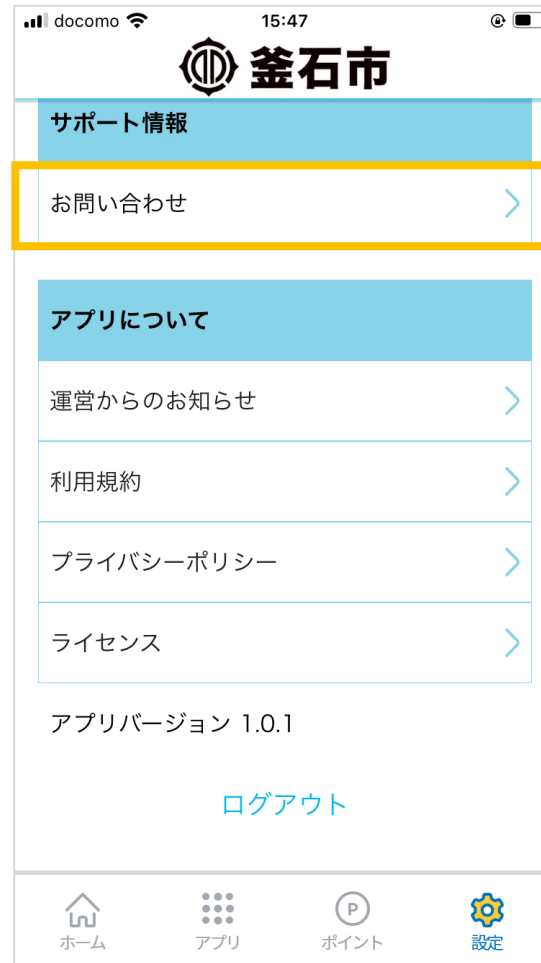 docomo 15:47
釜石市
サポート情報
お問い合わせ
アプリについて
運営からのお知らせ
利用規約
プライバシーポリシー
ライセンス
アプリバージョン 1.0.1
ログアウト
P
ホーム アプリ ポイント 設定